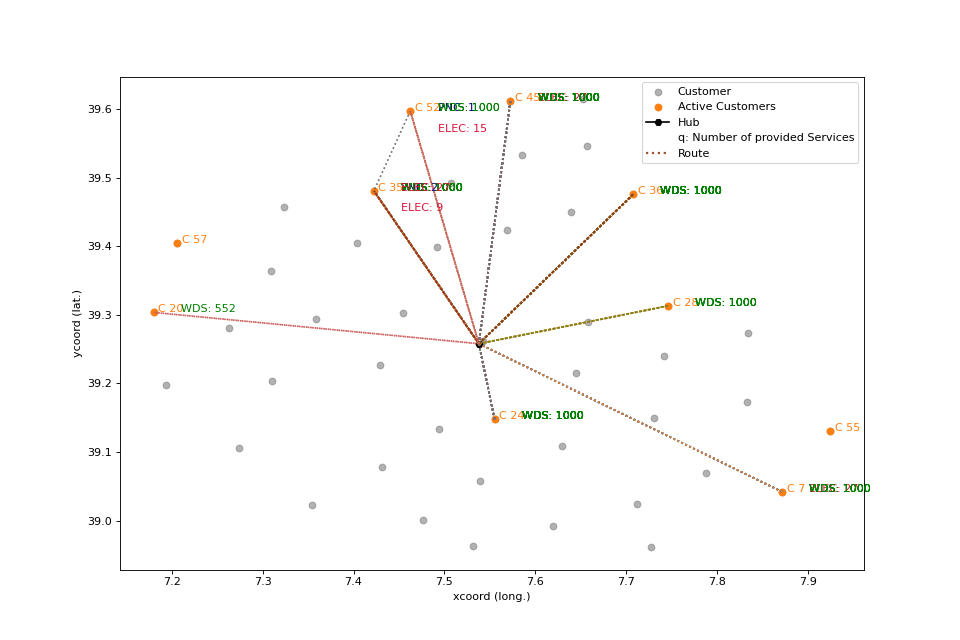 Customer
Active Customers
Hub
q: Number of provided Services
Route
39.6
39.5
39.4
39.3
39.2
39.1
39.0
7.2
7.3
7.4
7.5
7.6
7.7
7.8
7.9
xcoord (long.)
ycoord (lat.)
C 52
1000
ELEC: 15
C 45
WDS: 1000
C 35
1000
ELEC: 9
C 36
WDS: 1000
C 57
C 20
WDS: 552
C 28
WDS: 1000
C 24
WDS: 1000
C 55
C 7
WDS: 1000